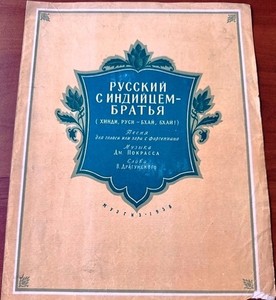 РУССКИЙ
С ИНДИЙЦЕМ-
БРАТЬЯ
(ХИНДИ, РУСИ-БХАЙ, БХАЙ!)
Песня
для голоса или хора с фортепиано
Музыка
Дм. ПОКРАССА
Слова
МУЗГИЗ-1956